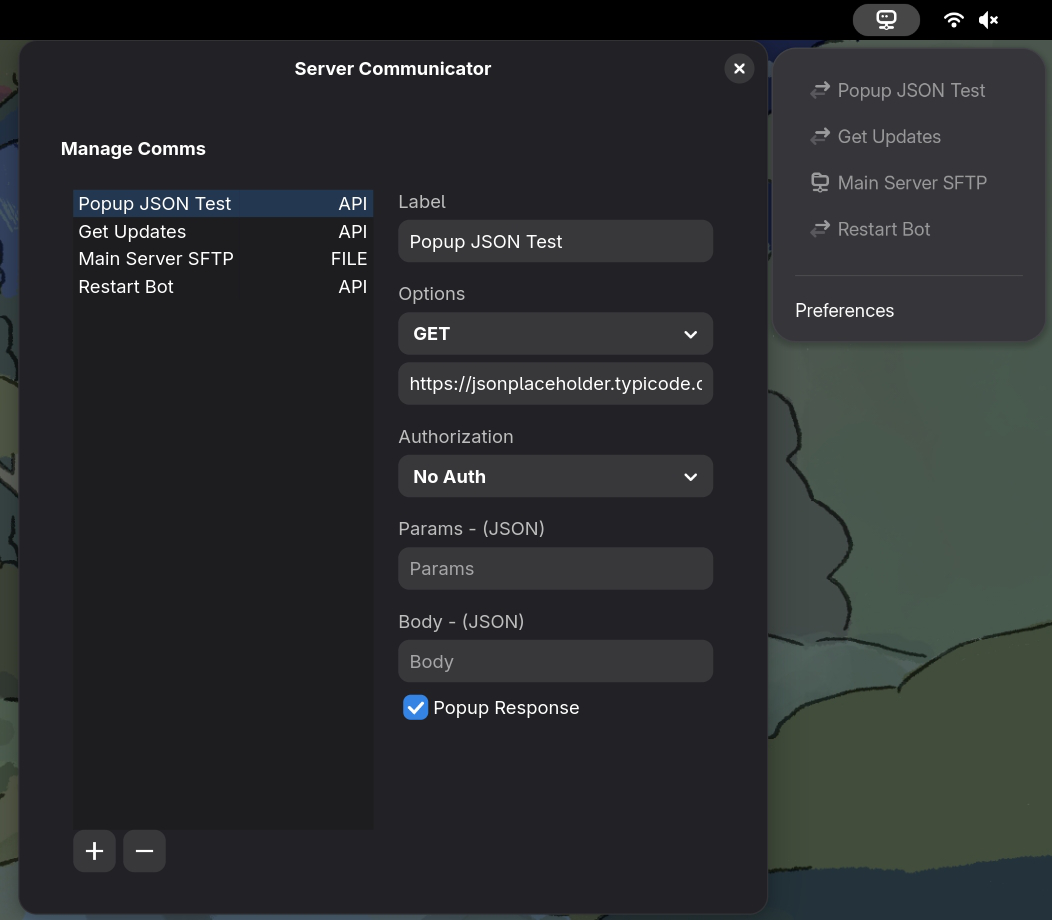 Server Communicator
Manage Comms
Popup JSON Test API
Get Updates API
Main Server SFTP FILE
Restart Bot API
Label
Popup JSON Test
Options
GET
https://jsonplaceholder.typicode.c
Authorization
No Auth
Params - (JSON)
Params
Body - (JSON)
Body
Popup Response
Popup JSON Test
Get Updates
Main Server SFTP
Restart Bot
Preferences